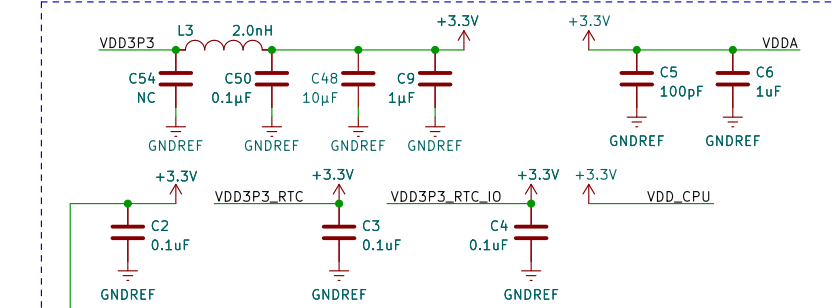 L3 2.0nH +3.3V +3.3V
VDD3P3 VDDA
C54 C50 C48 C9 C5 C6
NC 0.1µF 10µF 1µF 100pF 1uF
GNDREF GNDREF GNDREF GNDREF GNDREF GNDREF
+3.3V +3.3V +3.3V +3.3V
VDD3P3_RTC VDD3P3_RTC_IO VDD_CPU
C2 C3 C4
0.1uF 0.1uF 0.1uF
GNDREF GNDREF GNDREF